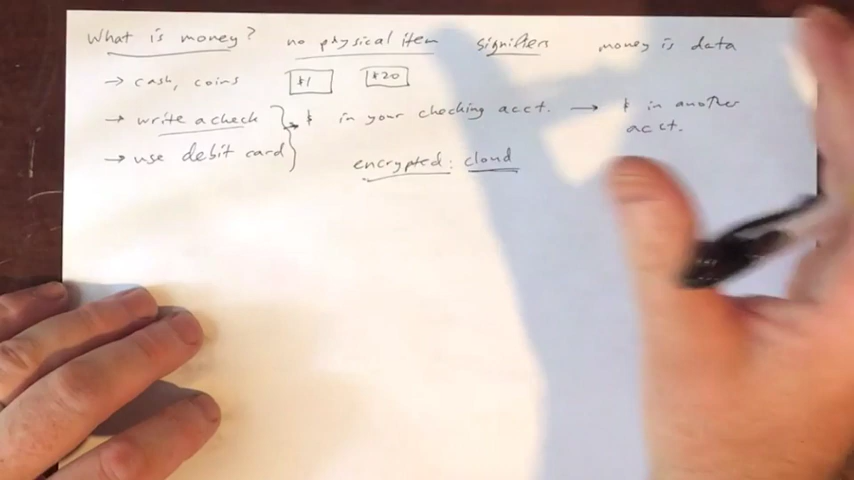 What is money? no physical item signifiers money is data
→ cash, coins $1 $20
→ write a check } → $ in your checking acct. → $ in another acct.
→ use debit card
encrypted: cloud